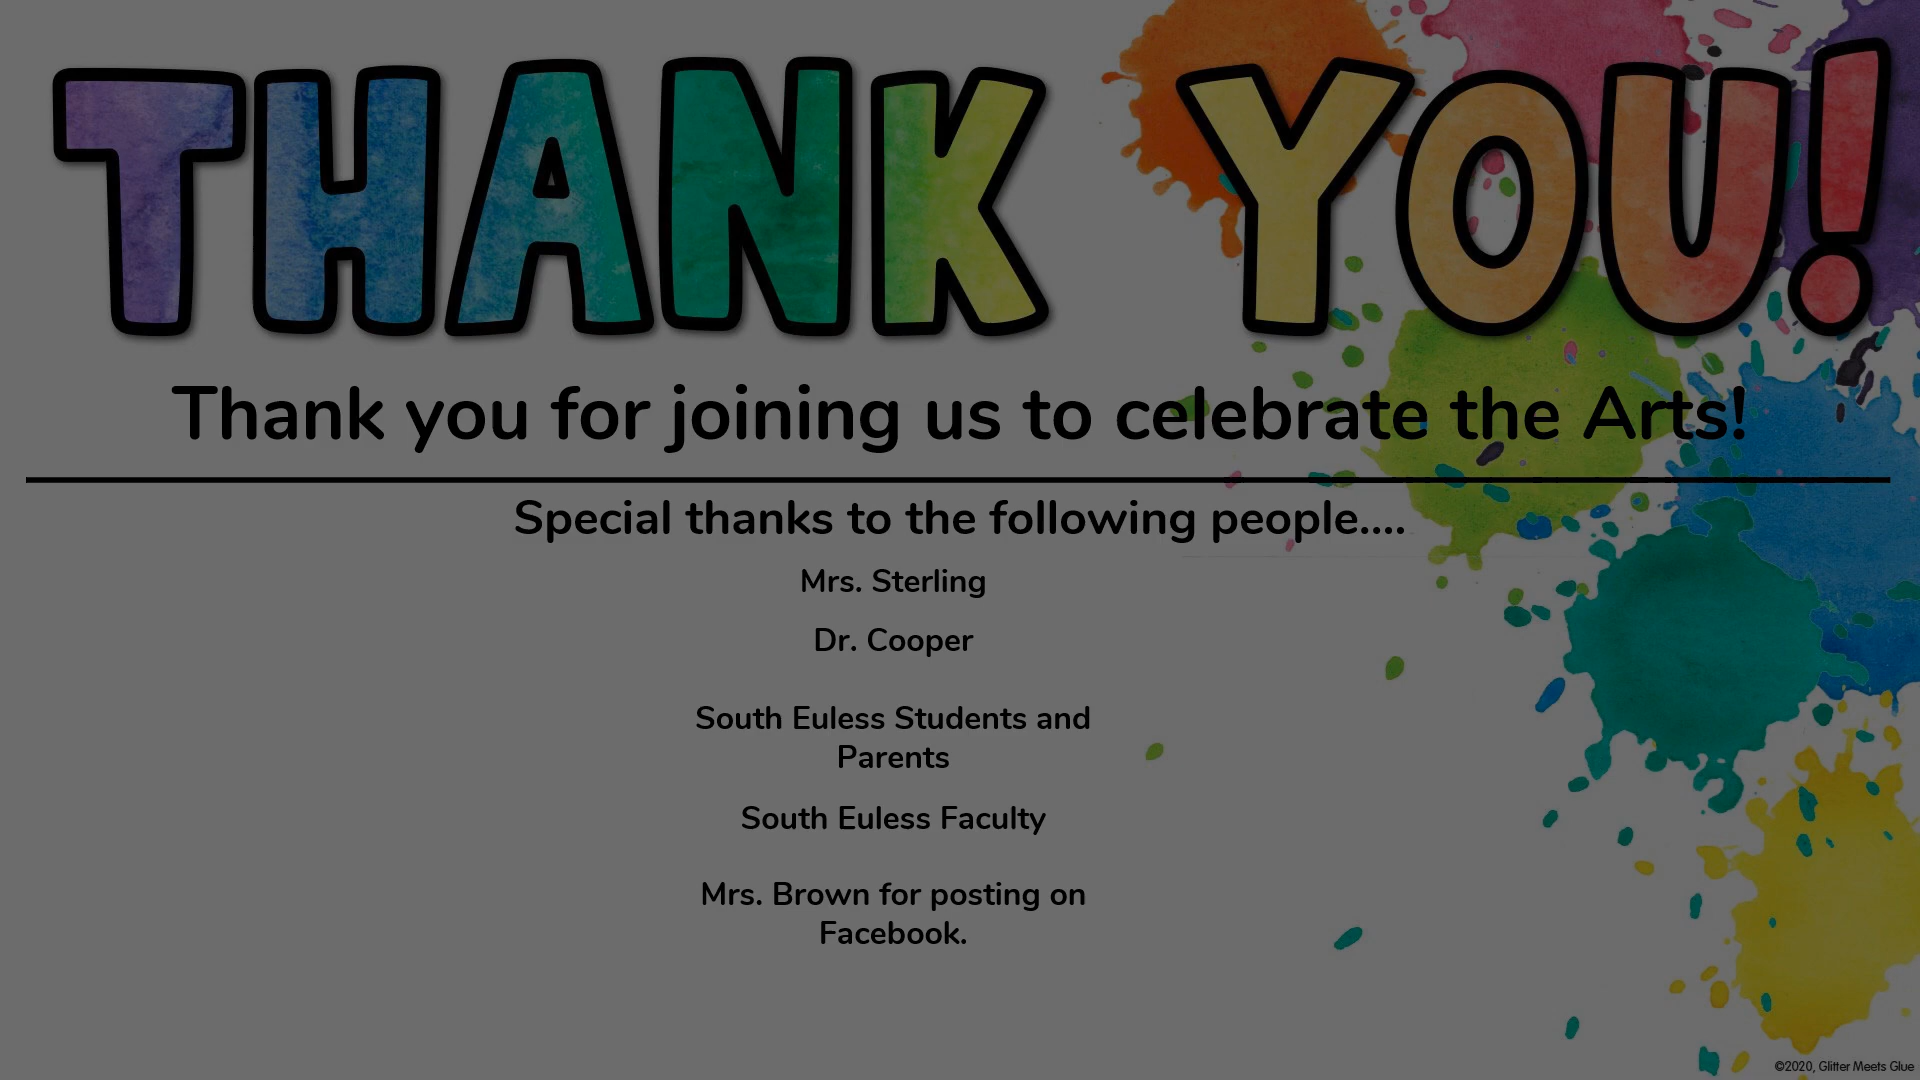 THANK YOU!
Thank you for joining us to celebrate the Arts!
Special thanks to the following people....
Mrs. Sterling
Dr. Cooper
South Euless Students and
Parents
South Euless Faculty
Mrs. Brown for posting on
Facebook.
©2020, Glitter Meets Glue